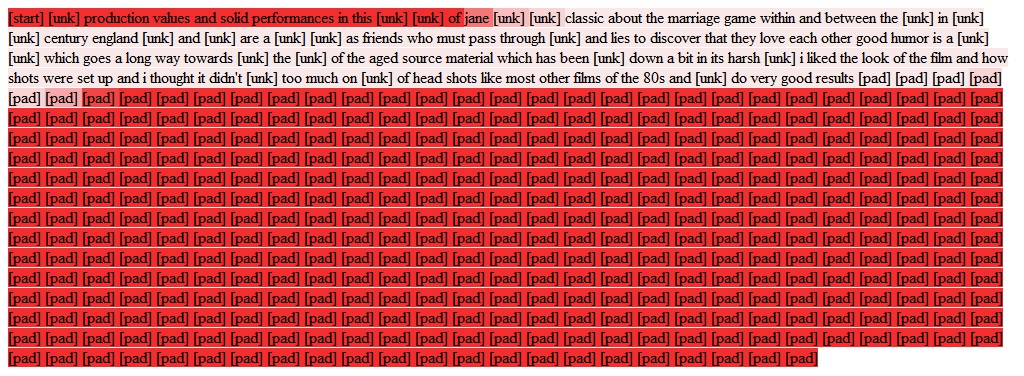 [start] [unk] production values and solid performances in this [unk] [unk] of jane [unk] [unk] classic about the marriage game within and between the [unk] in [unk]
[unk] century england [unk] and [unk] are a [unk] [unk] as friends who must pass through [unk] and lies to discover that they love each other good humor is a [unk]
[unk] which goes a long way towards [unk] the [unk] of the aged source material which has been [unk] down a bit in its harsh [unk] i liked the look of the film and how
shots were set up and i thought it didn't [unk] too much on [unk] of head shots like most other films of the 80s and [unk] do very good results [pad] [pad] [pad] [pad]
[pad] [pad] [pad] [pad] [pad] [pad] [pad] [pad] [pad] [pad] [pad] [pad] [pad] [pad] [pad] [pad] [pad] [pad] [pad] [pad] [pad] [pad] [pad] [pad] [pad] [pad] [pad]
[pad] [pad] [pad] [pad] [pad] [pad] [pad] [pad] [pad] [pad] [pad] [pad] [pad] [pad] [pad] [pad] [pad] [pad] [pad] [pad] [pad] [pad] [pad] [pad] [pad] [pad] [pad]
[pad] [pad] [pad] [pad] [pad] [pad] [pad] [pad] [pad] [pad] [pad] [pad] [pad] [pad] [pad] [pad] [pad] [pad] [pad] [pad] [pad] [pad] [pad] [pad] [pad] [pad] [pad]
[pad] [pad] [pad] [pad] [pad] [pad] [pad] [pad] [pad] [pad] [pad] [pad] [pad] [pad] [pad] [pad] [pad] [pad] [pad] [pad] [pad] [pad] [pad] [pad] [pad] [pad] [pad]
[pad] [pad] [pad] [pad] [pad] [pad] [pad] [pad] [pad] [pad] [pad] [pad] [pad] [pad] [pad] [pad] [pad] [pad] [pad] [pad] [pad] [pad] [pad] [pad] [pad] [pad] [pad]
[pad] [pad] [pad] [pad] [pad] [pad] [pad] [pad] [pad] [pad] [pad] [pad] [pad] [pad] [pad] [pad] [pad] [pad] [pad] [pad] [pad] [pad] [pad] [pad] [pad] [pad] [pad]
[pad] [pad] [pad] [pad] [pad] [pad] [pad] [pad] [pad] [pad] [pad] [pad] [pad] [pad] [pad] [pad] [pad] [pad] [pad] [pad] [pad] [pad] [pad] [pad] [pad] [pad] [pad]
[pad] [pad] [pad] [pad] [pad] [pad] [pad] [pad] [pad] [pad] [pad] [pad] [pad] [pad] [pad] [pad] [pad] [pad] [pad] [pad] [pad] [pad] [pad] [pad] [pad] [pad] [pad]
[pad] [pad] [pad] [pad] [pad] [pad] [pad] [pad] [pad] [pad] [pad] [pad] [pad] [pad] [pad] [pad] [pad] [pad] [pad] [pad] [pad] [pad] [pad] [pad] [pad] [pad] [pad]
[pad] [pad] [pad] [pad] [pad] [pad] [pad] [pad] [pad] [pad] [pad] [pad] [pad] [pad] [pad] [pad] [pad] [pad] [pad] [pad] [pad] [pad] [pad] [pad] [pad] [pad] [pad]
[pad] [pad] [pad] [pad] [pad] [pad] [pad] [pad] [pad] [pad] [pad] [pad] [pad] [pad] [pad] [pad] [pad] [pad] [pad] [pad] [pad] [pad] [pad] [pad] [pad] [pad] [pad]
[pad] [pad] [pad] [pad] [pad] [pad] [pad] [pad] [pad] [pad] [pad] [pad] [pad] [pad] [pad] [pad] [pad] [pad] [pad] [pad] [pad] [pad] [pad] [pad] [pad] [pad] [pad]
[pad] [pad] [pad] [pad] [pad] [pad] [pad] [pad] [pad] [pad] [pad] [pad] [pad] [pad] [pad] [pad] [pad] [pad] [pad] [pad] [pad] [pad] [pad] [pad] [pad] [pad] [pad]
[pad] [pad] [pad] [pad] [pad] [pad] [pad] [pad] [pad] [pad] [pad] [pad] [pad] [pad] [pad] [pad] [pad] [pad] [pad] [pad] [pad] [pad]